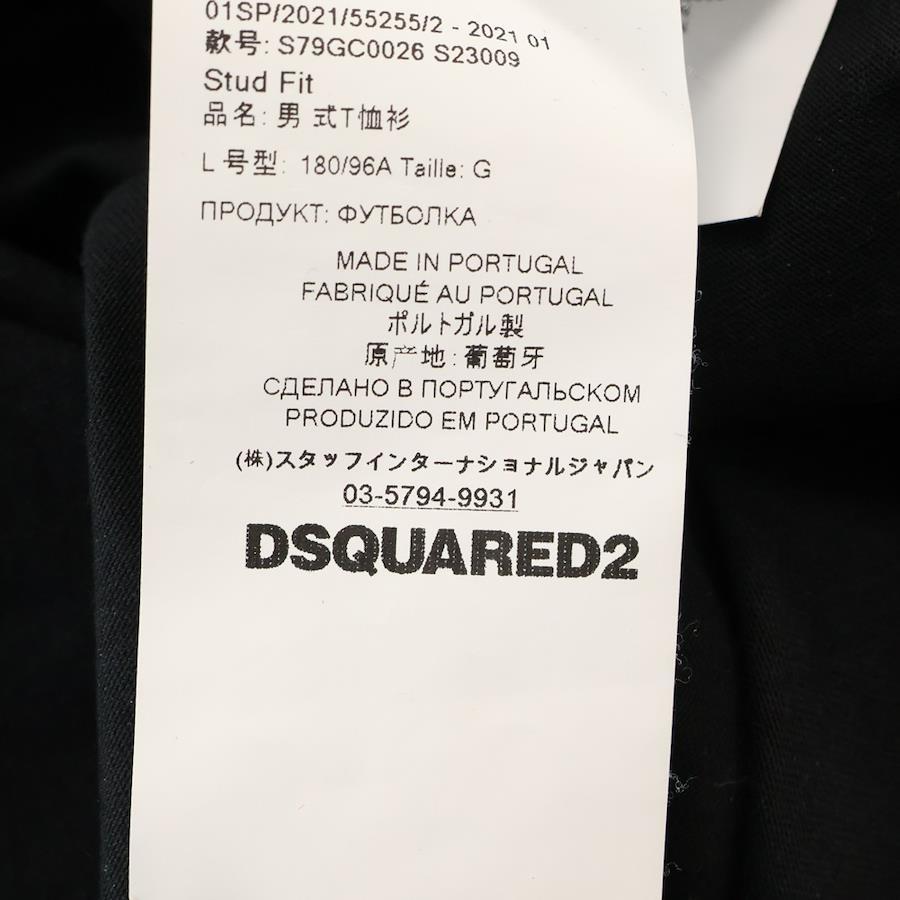 01SP/2021/55255/2 - 2021 01
款号: S79GC0026 S23009
Stud Fit
品名: 男 式T恤衫
L 号型: 180/96A Taille: G
ПРОДУКТ: ФУТБОЛКА
MADE IN PORTUGAL
FABRIQUÉ AU PORTUGAL
ポルトガル製
原产地: 葡萄牙
СДЕЛАНО В ПОРТУГАЛЬСКОМ
PRODUZIDO EM PORTUGAL
(株)スタッフインターナショナルジャパン
03-5794-9931
DSQUARED2